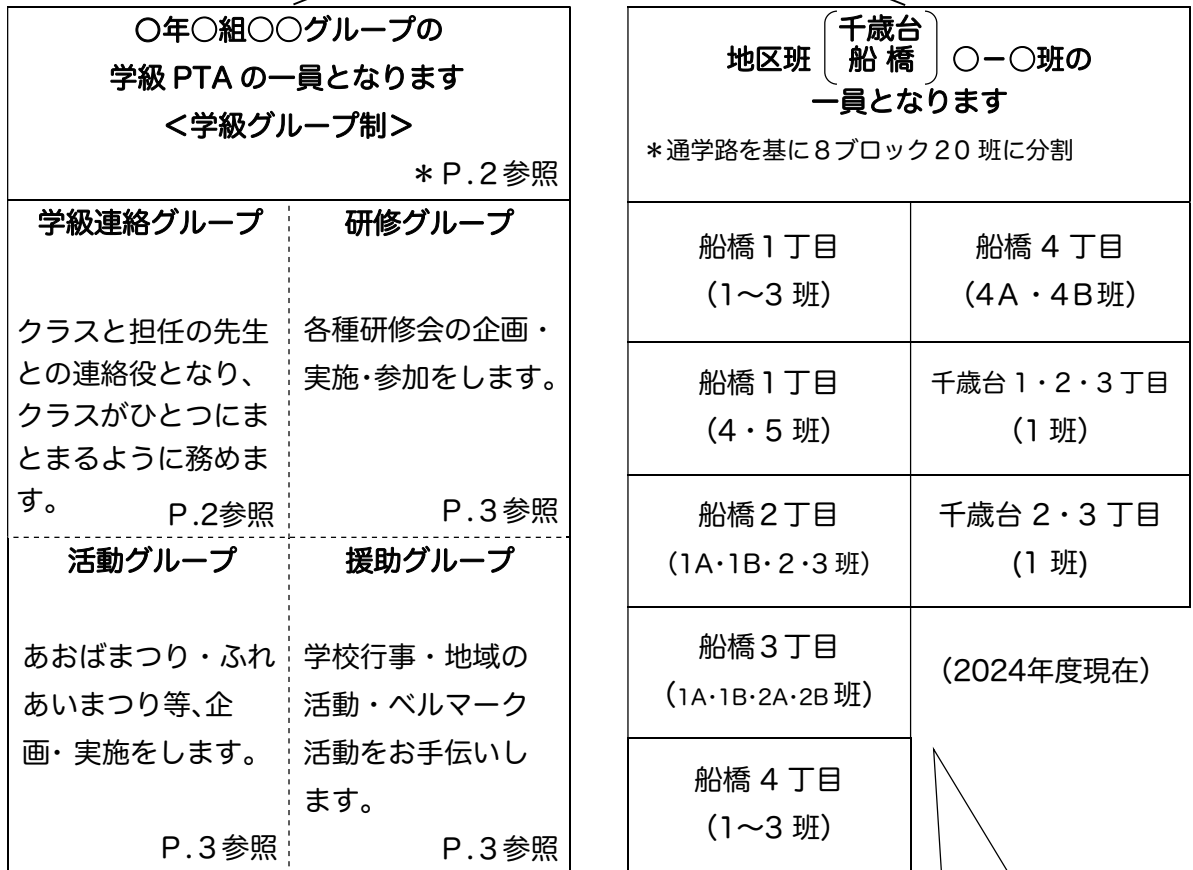 ○年○組○○グループの
学級 PTA の一員となります
＜学級グループ制＞
＊P.2参照
学級連絡グループ
クラスと担任の先生
との連絡役となり、
クラスがひとつにま
とまるように務めま
す。
P.2参照
研修グループ
各種研修会の企画・
実施・参加をします。
P.3参照
活動グループ
あおばまつり・ふれ
あいまつり等、企
画・実施をします。
P.3参照
援助グループ
学校行事・地域の
活動・ベルマーク
活動をお手伝いし
ます。
P.3参照
千歳台
地区班 船橋 ○－○班の
一員となります
＊通学路を基に８ブロック２０班に分割
船橋１丁目
（1～3 班）
船橋 4 丁目
（4A・4B班）
船橋１丁目
（4・5 班）
千歳台 1・2・3 丁目
（1 班）
船橋２丁目
（1A・1B・2・3 班）
千歳台 2・3 丁目
(1 班)
船橋３丁目
（1A・1B・2A・2B 班）
（2024年度現在）
船橋 4 丁目
（1～3 班）